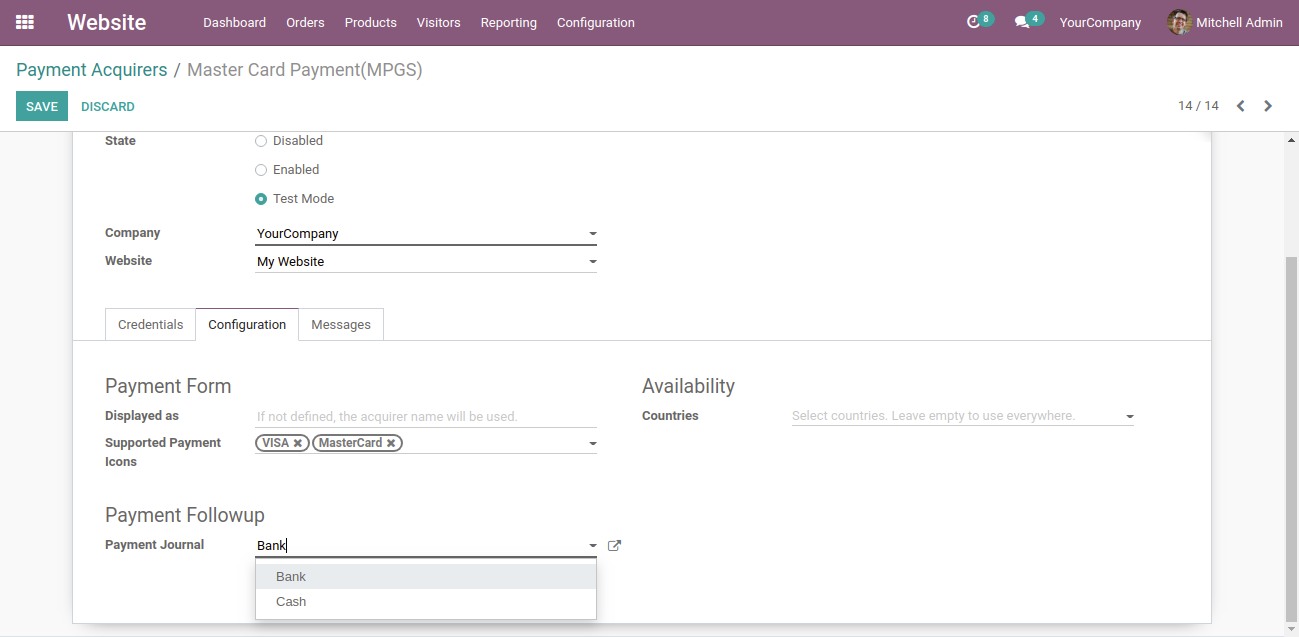 Website Dashboard Orders Products Visitors Reporting Configuration 8 4 YourCompany Mitchell Admin
Payment Acquirers / Master Card Payment(MPGS)
SAVE DISCARD 14 / 14
State Disabled
Enabled
Test Mode
Company YourCompany
Website My Website
Credentials Configuration Messages
Payment Form Availability
Displayed as If not defined, the acquirer name will be used. Countries Select countries. Leave empty to use everywhere.
Supported Payment VISA MasterCard
Icons
Payment Followup
Payment Journal Bank
Bank
Cash